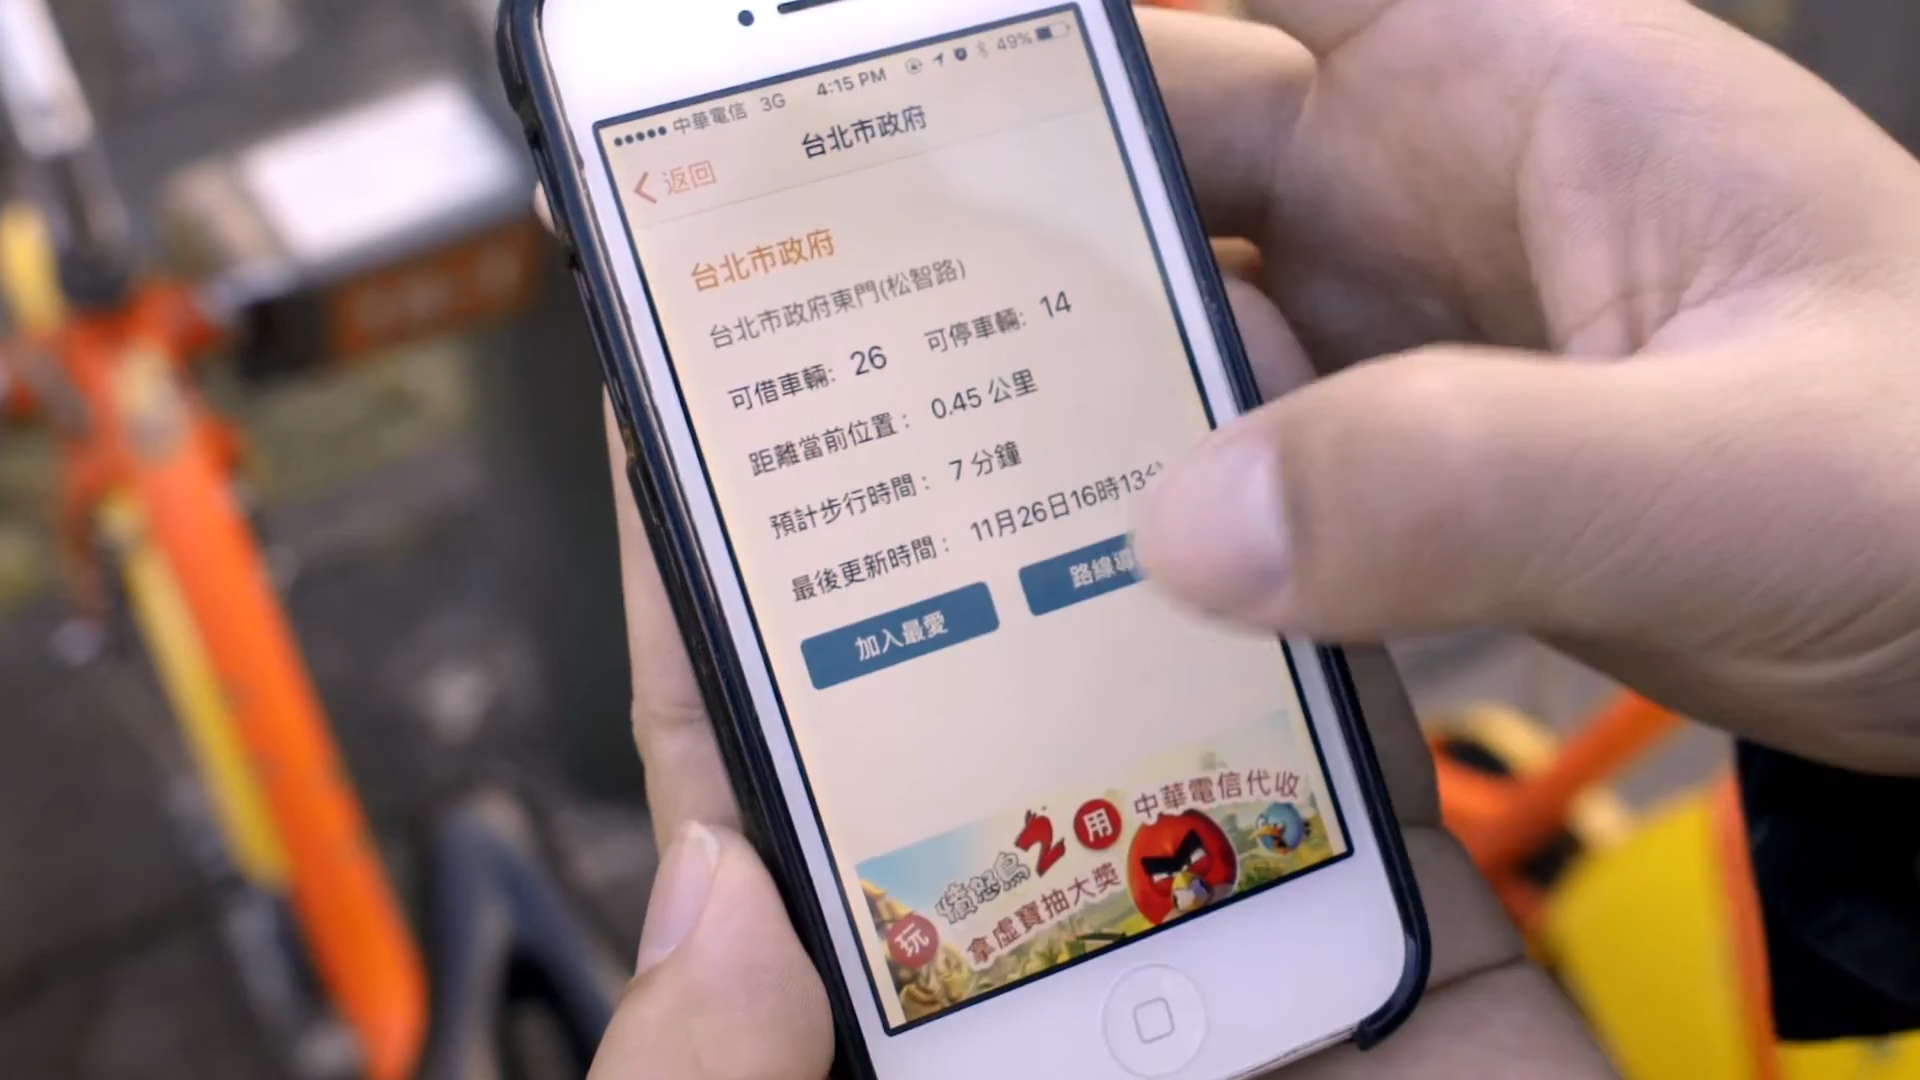 中華電信 3G 4:15 PM 49%
返回 台北市政府
台北市政府
台北市政府東門(松智路)
可借車輛: 26 可停車輛: 14
距離當前位置: 0.45 公里
預計步行時間: 7 分鐘
最後更新時間: 11月26日16時13
加入最愛 路線導
玩 憤怒鳥2 用 中華電信代收
拿虛寶抽大獎